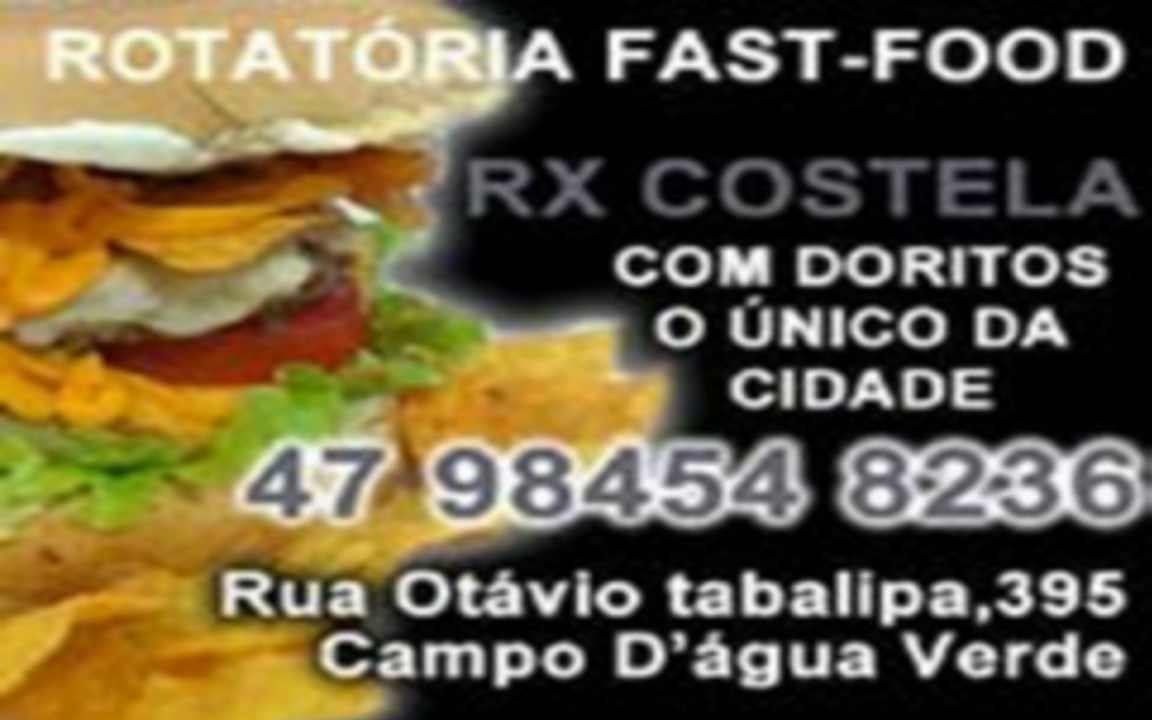 ROTATÓRIA FAST-FOOD
RX COSTELA
COM DORITOS
O ÚNICO DA
CIDADE
47 98454 8236
Rua Otávio tabalipa,395
Campo D'água Verde